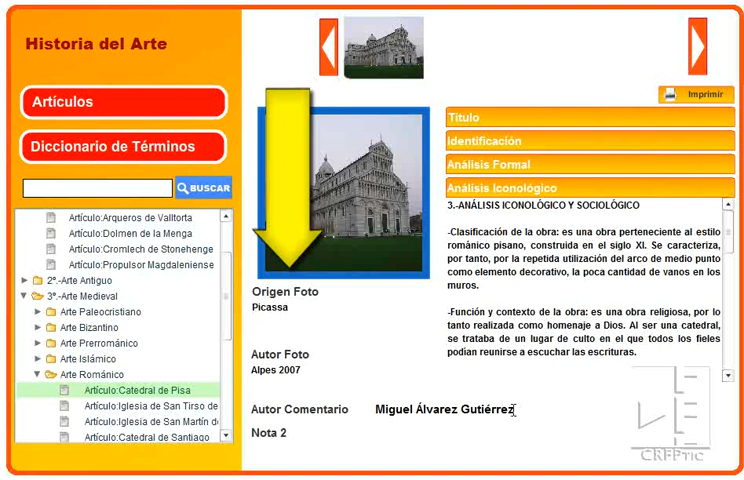 Historia del Arte
Artículos
Diccionario de Términos
BUSCAR
Artículo:Arqueros de Valltorta
Artículo:Dolmen de la Menga
Artículo:Cromlech de Stonehenge
Artículo:Propulsor Magdaleniense
2º.-Arte Antiguo
3º.-Arte Medieval
Arte Paleocristiano
Arte Bizantino
Arte Prerrománico
Arte Islámico
Arte Románico
Artículo:Catedral de Pisa
Artículo:Iglesia de San Tirso de
Artículo:Iglesia de San Martín d
Artículo:Catedral de Santiago
Origen Foto
Picassa
Autor Foto
Alpes 2007
Autor Comentario Miguel Álvarez Gutiérrez
Nota 2
Imprimir
Titulo
Identificación
Análisis Formal
Análisis Iconológico
3.-ANÁLISIS ICONOLÓGICO Y SOCIOLÓGICO
-Clasificación de la obra: es una obra perteneciente al estilo
románico pisano, construida en el siglo XI. Se caracteriza,
por tanto, por la repetida utilización del arco de medio punto
como elemento decorativo, la poca cantidad de vanos en los
muros.
-Función y contexto de la obra: es una obra religiosa, por lo
tanto realizada como homenaje a Dios. Al ser una catedral,
se trataba de un lugar de culto en el que todos los fieles
podían reunirse a escuchar las escrituras.
CRFPTIC